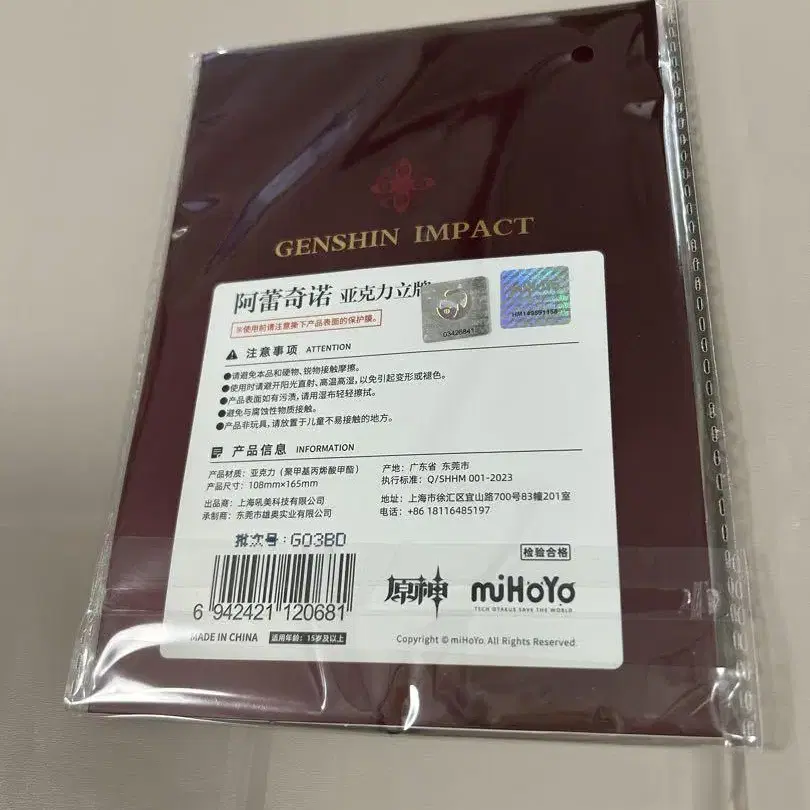 GENSHIN IMPACT
阿蕾奇诺 亚克力立牌
※使用前请注意撕下产品表面的保护膜。
注意事项 ATTENTION
●请避免本品和硬物、锐物接触摩擦。
●使用时请避开阳光直射、高温高湿,以免引起变形或褪色。
●产品表面如有污渍,请用湿布轻轻擦拭。
●避免与腐蚀性物质接触。
●产品非玩具,请放置于儿童不易接触的地方。
产品信息 INFORMATION
产品材质:亚克力(聚甲基丙烯酸甲酯)
产品尺寸:108mm×165mm
出品商:上海吼美科技有限公司
承制商:东莞市雄奥实业有限公司
产地:广东省 东莞市
执行标准:Q/SHHM 001-2023
地址:上海市徐汇区宜山路700号83幢201室
电话:+86 18116485197
批次号:G03BD
检验合格
6 942421 120681
原神
miHoYo
TECH OTAKUS SAVE THE WORLD
MADE IN CHINA
适用年龄:15岁及以上
Copyright © miHoYo. All Rights Reserved.
03426841